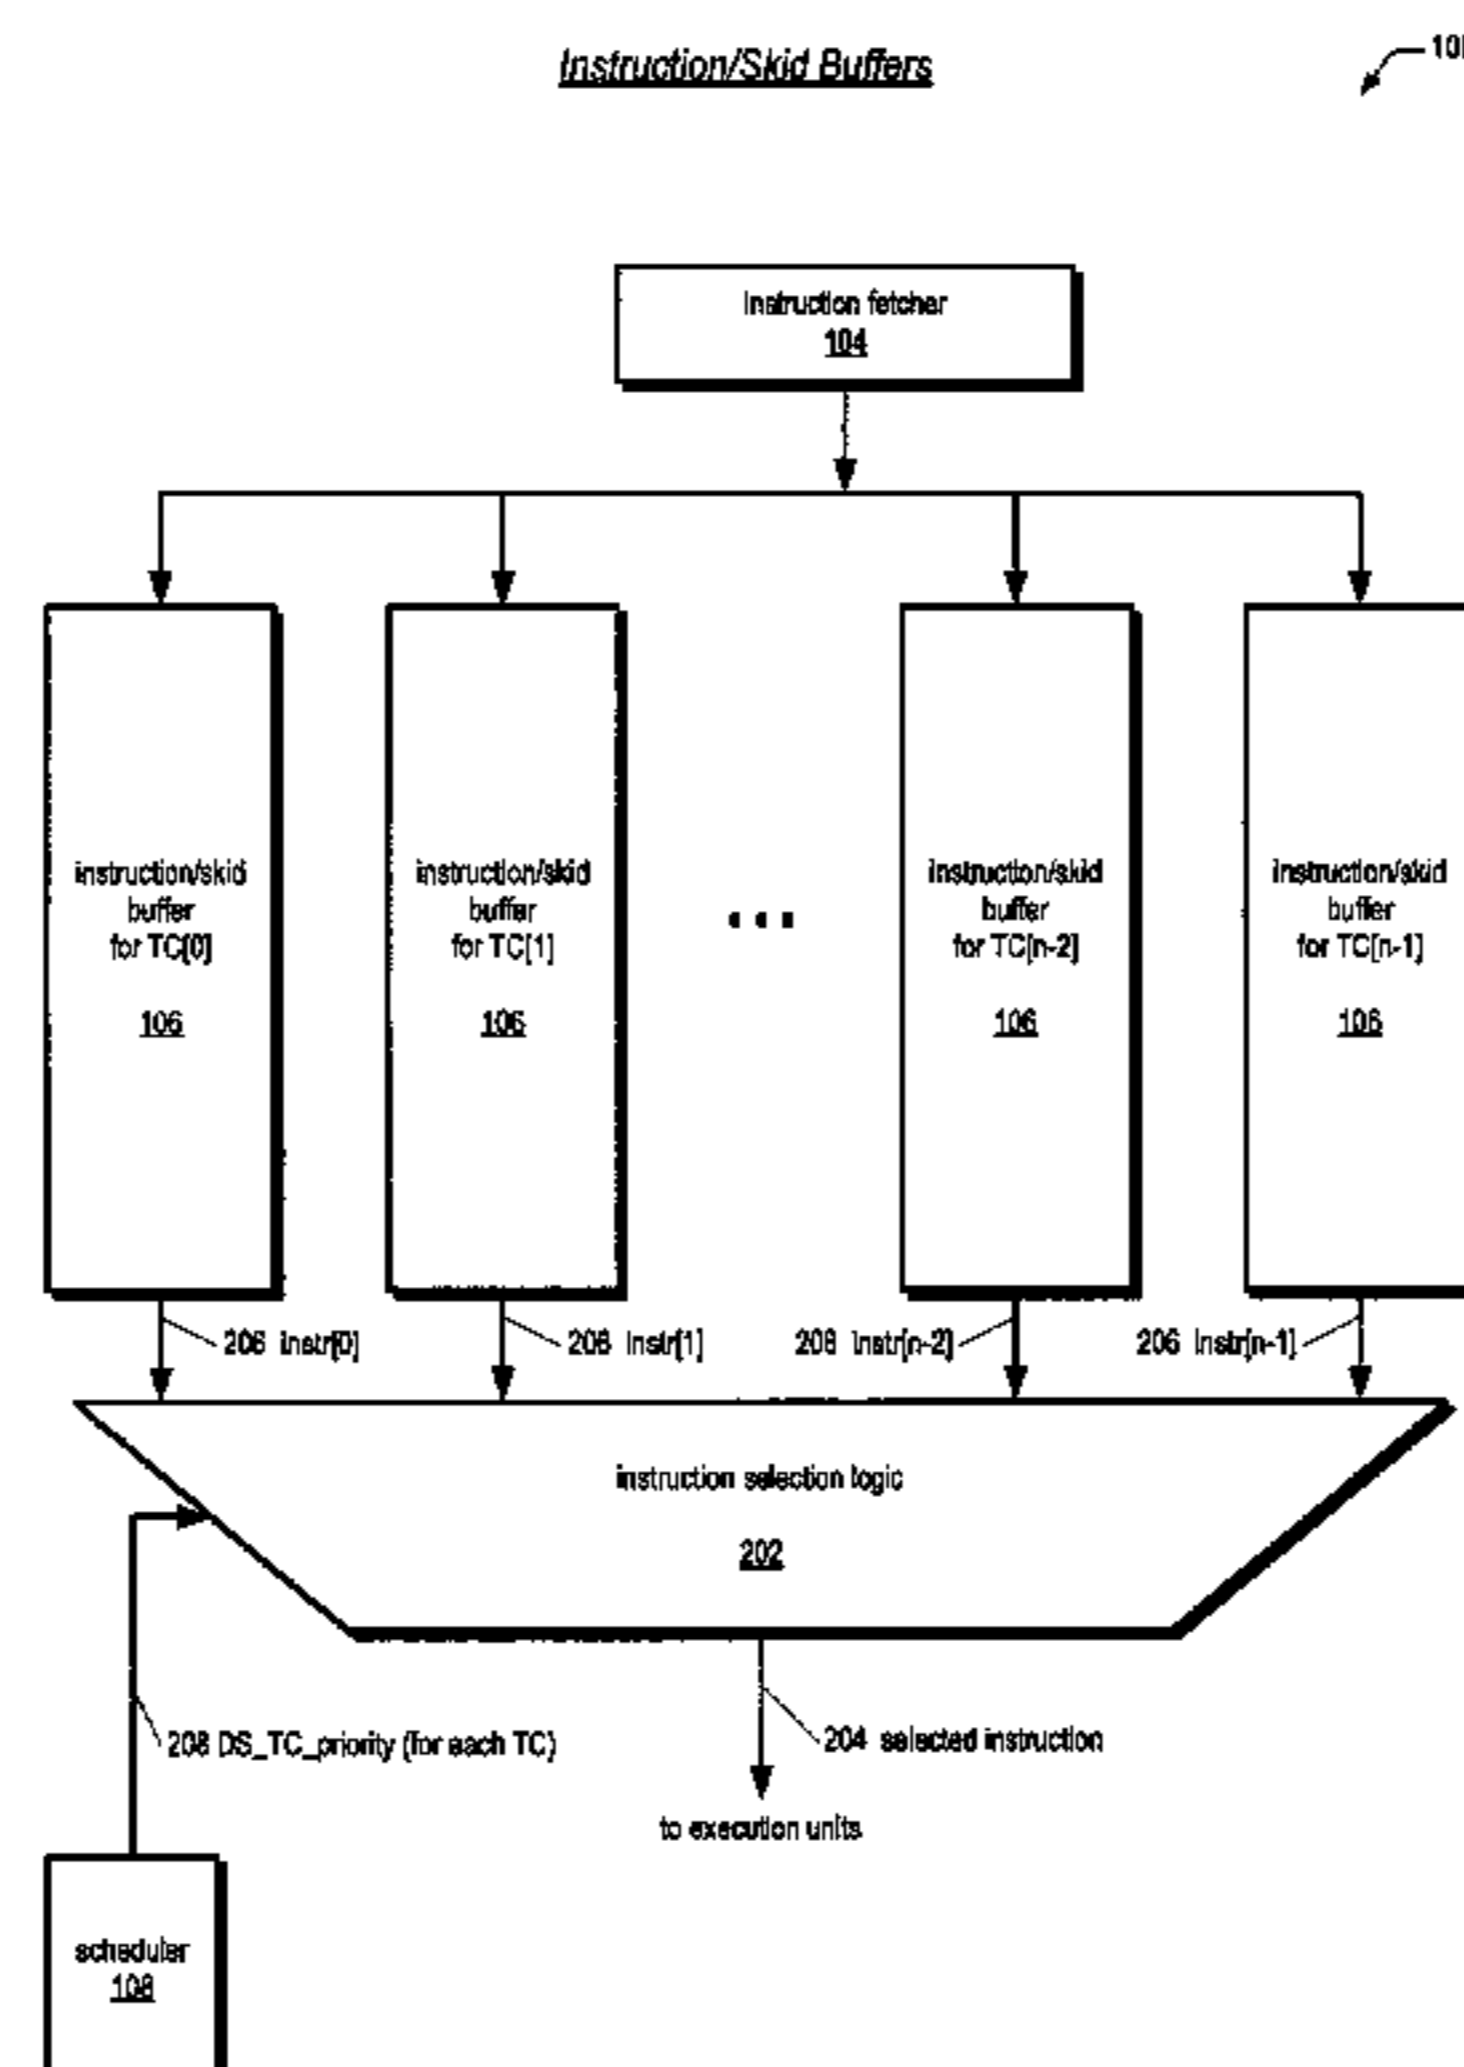 Instruction/Skid Buffers
instruction fetcher
104
instruction/skid
buffer
for TC[0]
106
instruction/skid
buffer
for TC[1]
106
instruction/skid
buffer
for TC[n-2]
106
instruction/skid
buffer
for TC[n-1]
106
206 instr[0]
206 instr[1]
206 instr[n-2]
206 instr[n-1]
instruction selection logic
202
208 DS_TC_priority (for each TC)
204 selected instruction
to execution units
scheduler
108